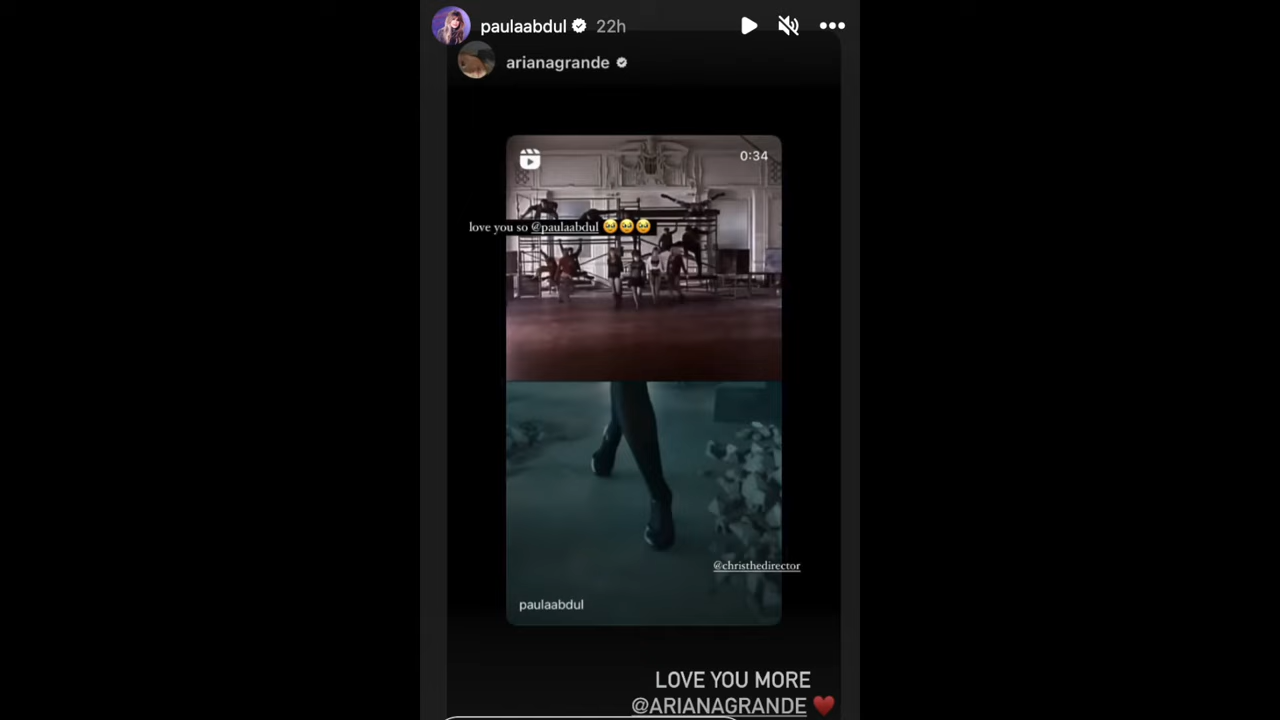 paulaabdul 22h
arianagrande
0:34
love you so @paulaabdul 🥹🥹🥹
@christhedirector
paulaabdul
LOVE YOU MORE
@ARIANAGRANDE ♥️